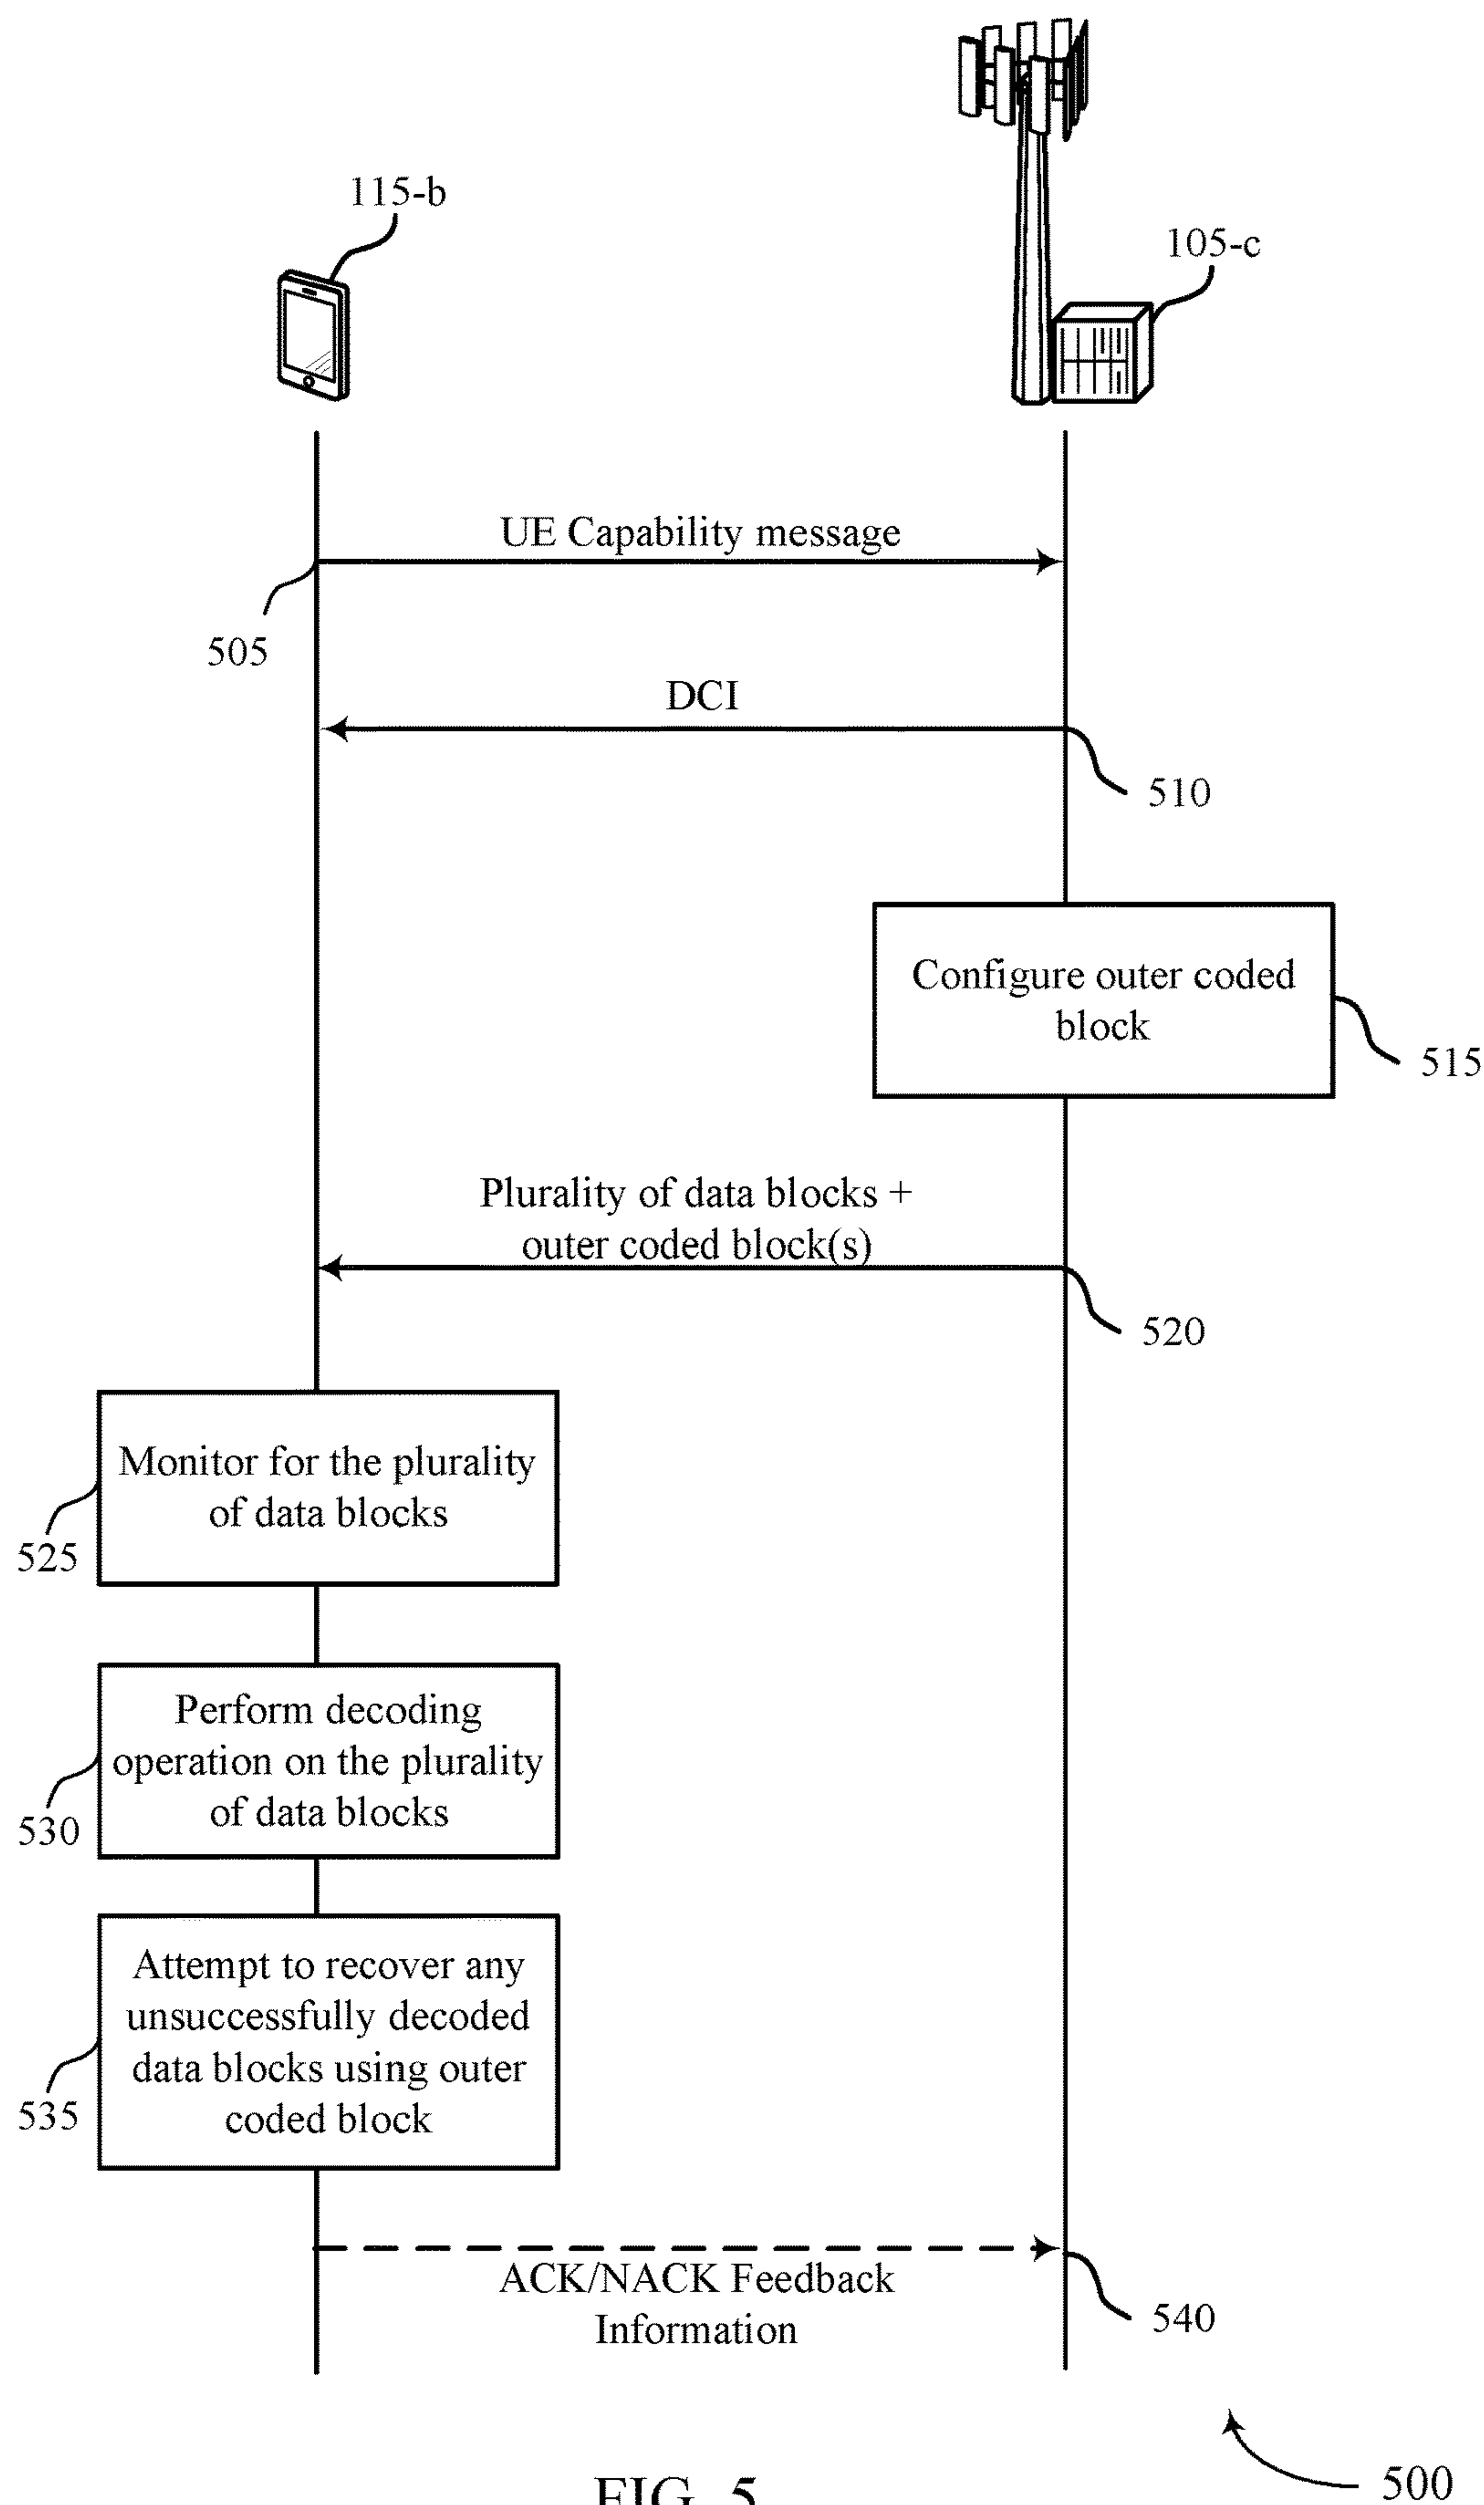 115-b
105-c
UE Capability message
505
DCI
510
Configure outer coded
block
515
Plurality of data blocks +
outer coded block(s)
520
Monitor for the plurality
of data blocks
525
Perform decoding
operation on the plurality
of data blocks
530
Attempt to recover any
unsuccessfully decoded
data blocks using outer
coded block
535
ACK/NACK Feedback
Information
540
500
FIG. 5